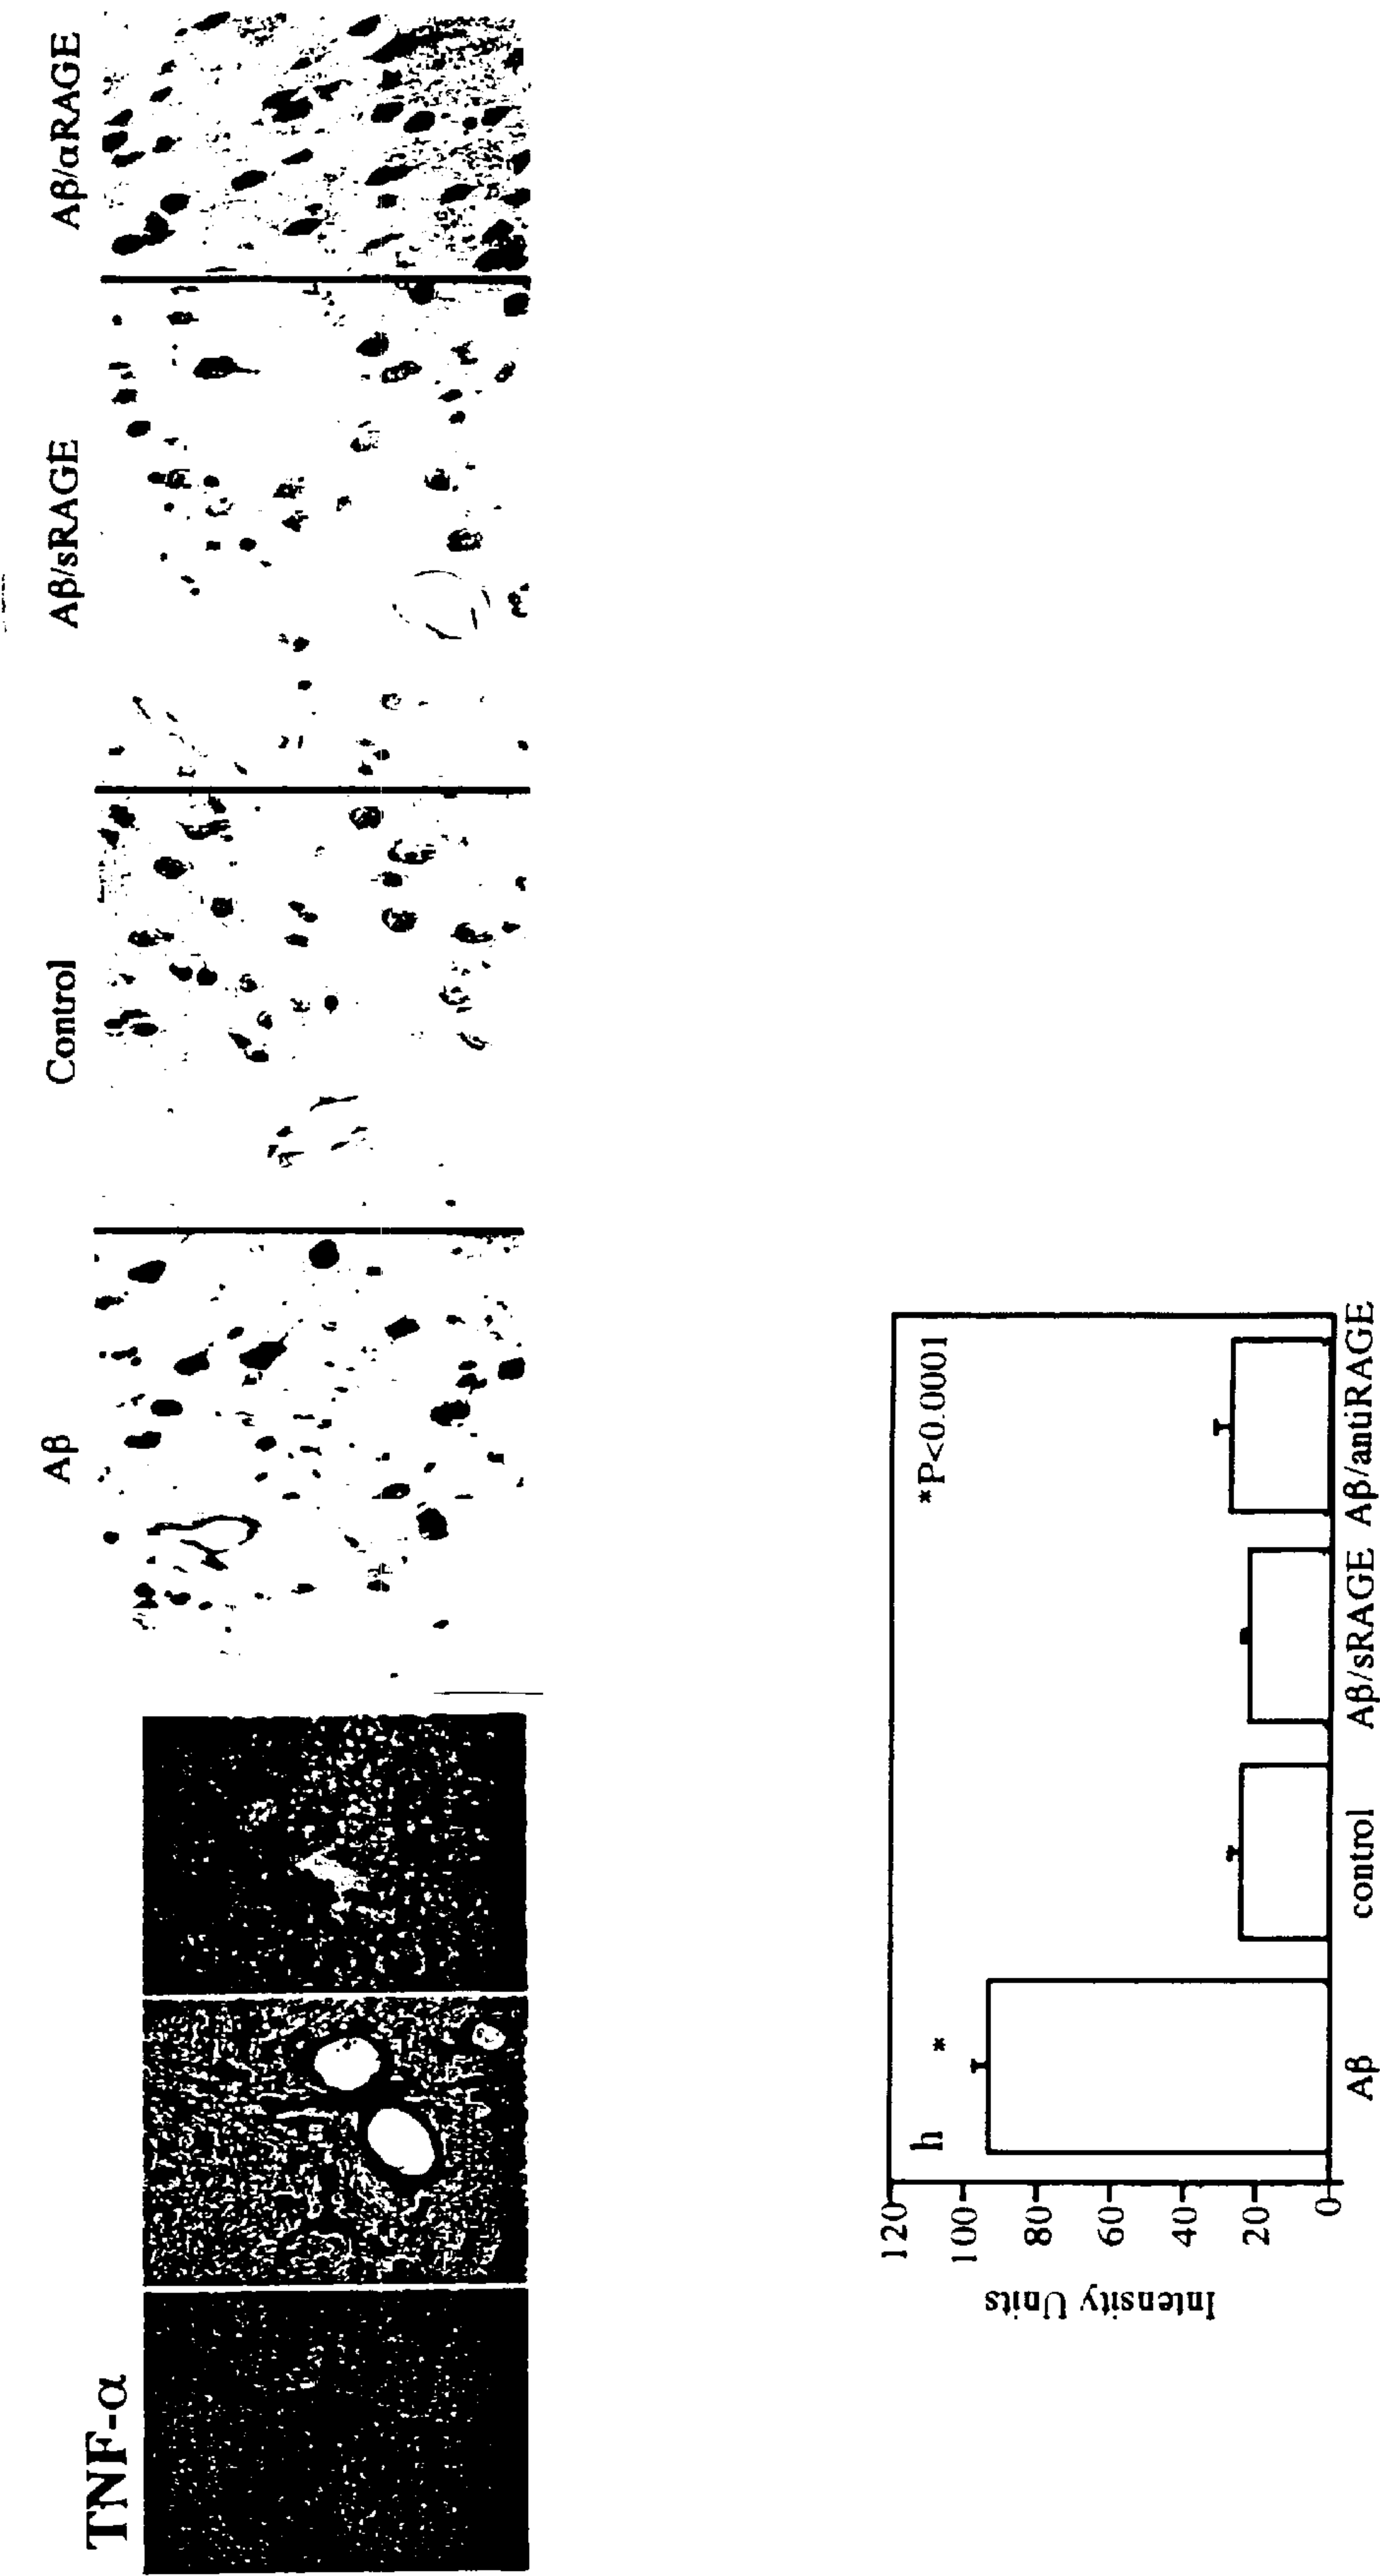 TNF-α
Aβ
Control
Aβ/sRAGE
Aβ/αRAGE
h
*
*P<0.0001
Intensity Units
120
100
80
60
40
20
0
Aβ
control
Aβ/sRAGE
Aβ/antiRAGE